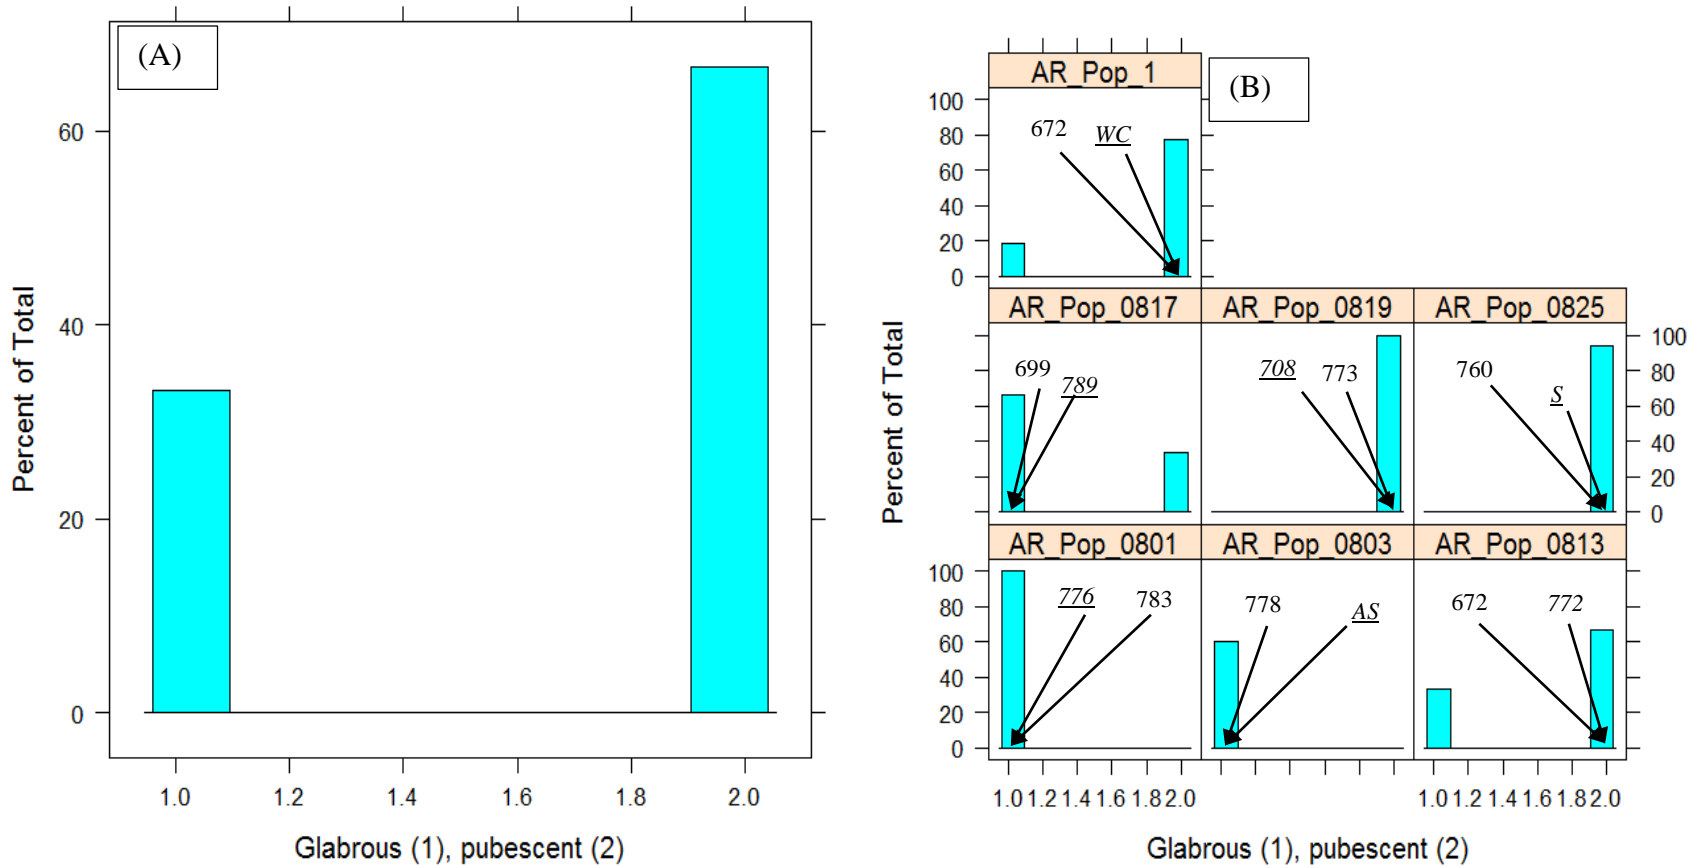 (A)
Percent of Total
60
40
20
0
1.0 1.2 1.4 1.6 1.8 2.0
Glabrous (1), pubescent (2)
(B)
Percent of Total
AR_Pop_1
100
80
60
40
20
0
672 WC
AR_Pop_0817 AR_Pop_0819 AR_Pop_0825
699 789
708 773
760 S
100
80
60
40
20
0
AR_Pop_0801 AR_Pop_0803 AR_Pop_0813
100
80
60
40
20
0
776 783
778 AS
672 772
1.0 1.2 1.4 1.6 1.8 2.0 1.0 1.2 1.4 1.6 1.8 2.0
Glabrous (1), pubescent (2)